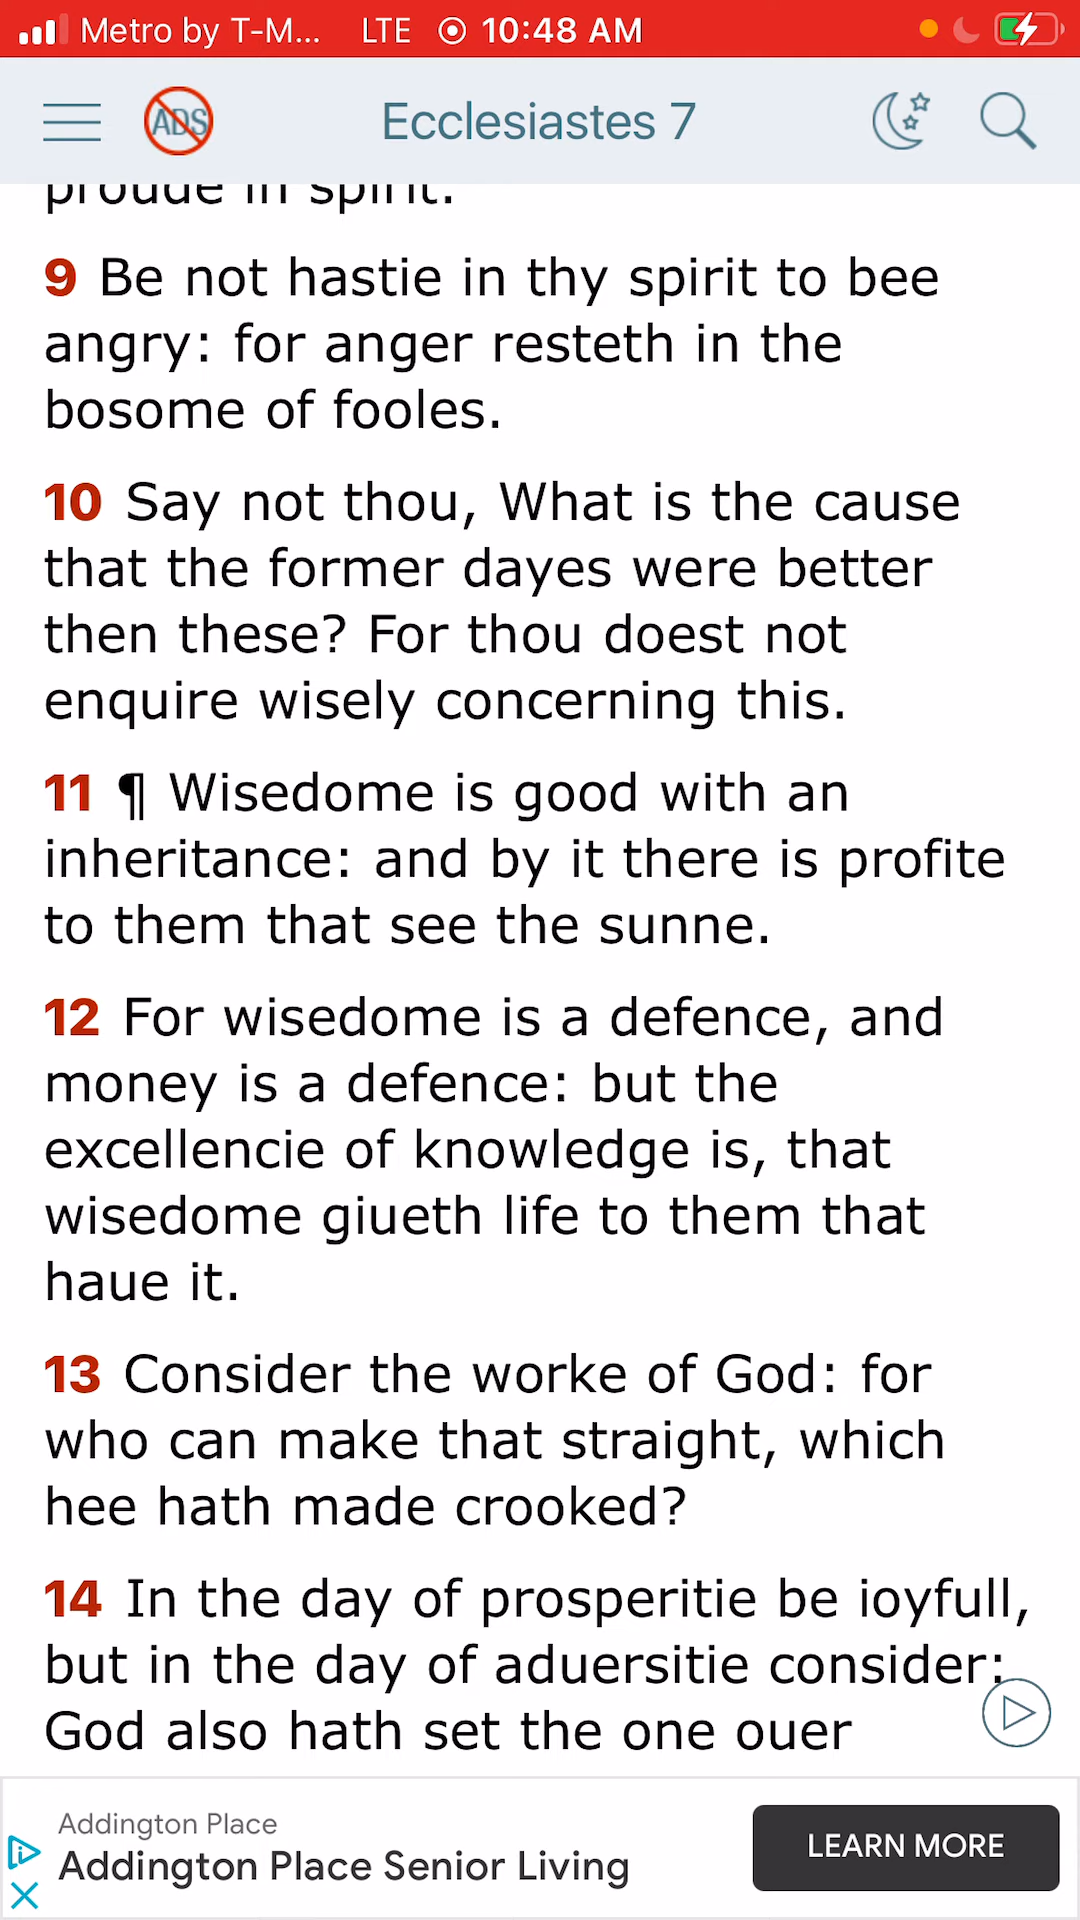 Metro by T-M... LTE 10:48 AM
ADS Ecclesiastes 7
proude in spirit.
9 Be not hastie in thy spirit to bee
angry: for anger resteth in the
bosome of fooles.
10 Say not thou, What is the cause
that the former dayes were better
then these? For thou doest not
enquire wisely concerning this.
11 ¶ Wisedome is good with an
inheritance: and by it there is profite
to them that see the sunne.
12 For wisedome is a defence, and
money is a defence: but the
excellencie of knowledge is, that
wisedome giueth life to them that
haue it.
13 Consider the worke of God: for
who can make that straight, which
hee hath made crooked?
14 In the day of prosperitie be ioyfull,
but in the day of aduersitie consider:
God also hath set the one ouer
Addington Place
Addington Place Senior Living
LEARN MORE